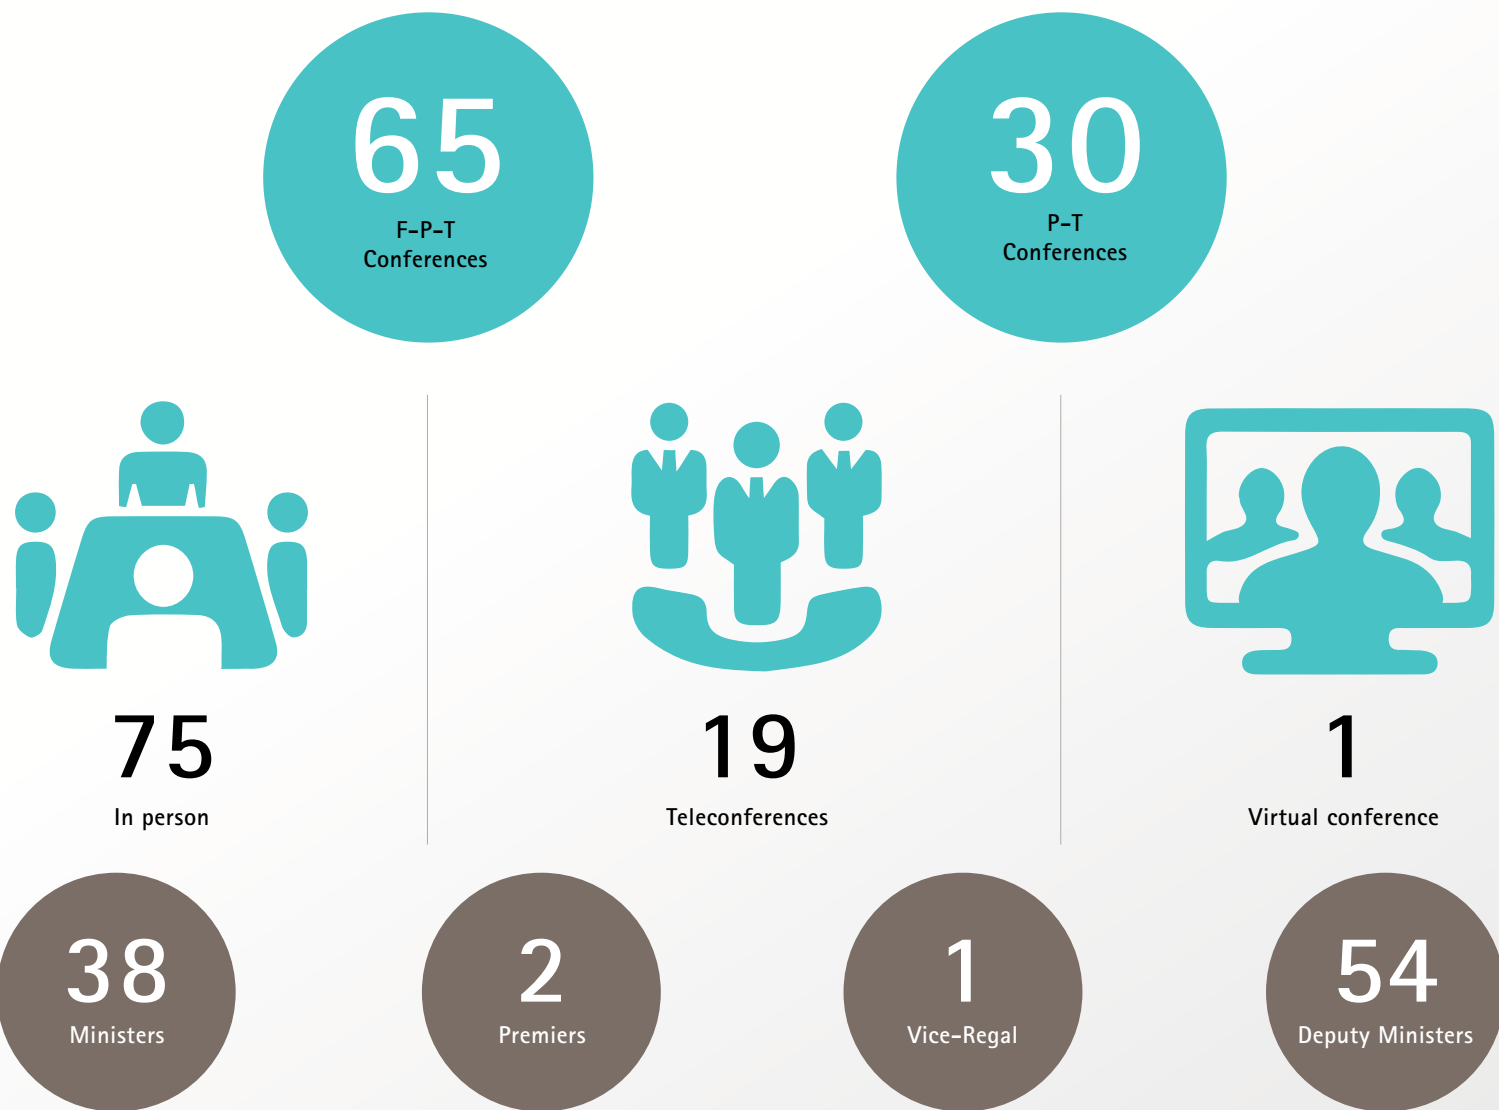 65
F-P-T
Conferences
30
P-T
Conferences
75
In person
19
Teleconferences
1
Virtual conference
38
Ministers
2
Premiers
1
Vice-Regal
54
Deputy Ministers